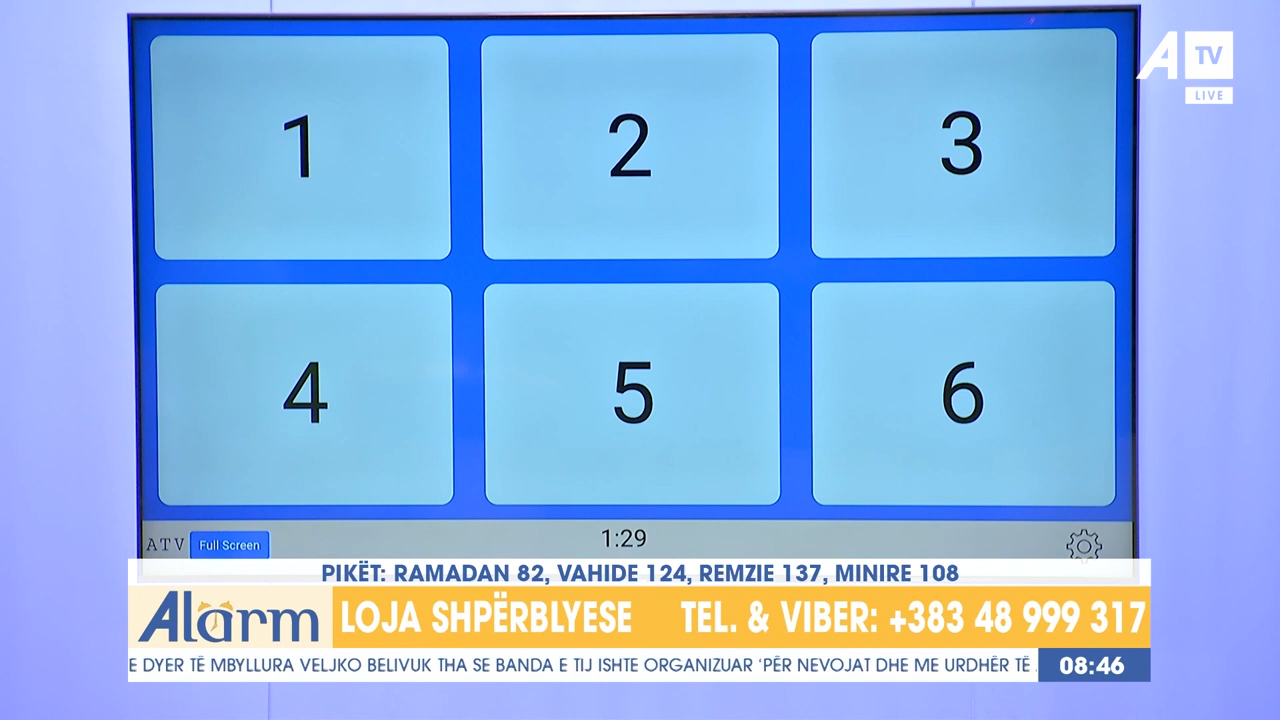 1 2 3
4 5 6
A TV
LIVE
ATV Full Screen 1:29
PIKËT: RAMADAN 82, VAHIDE 124, REMZIE 137, MINIRE 108
Alarm LOJA SHPËRBLYESE TEL. & VIBER: +383 48 999 317
E DYER TË MBYLLURA VELJKO BELIVUK THA SE BANDA E TIJ ISHTE ORGANIZUAR ‘PËR NEVOJAT DHE ME URDHËR TË 08:46